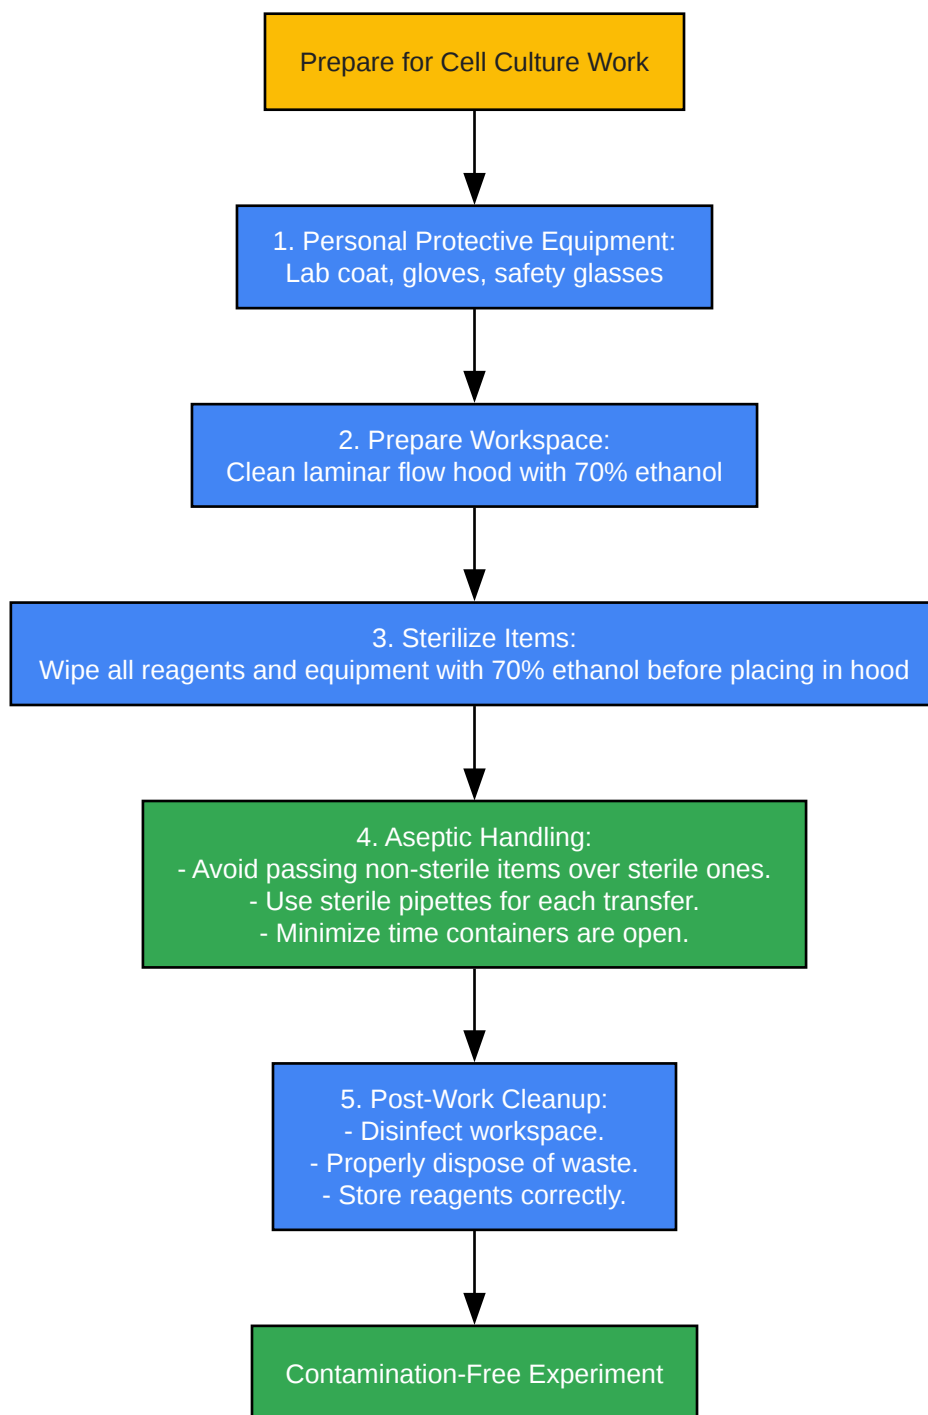 Prepare for Cell Culture Work
1. Personal Protective Equipment:
Lab coat, gloves, safety glasses
2. Prepare Workspace:
Clean laminar flow hood with 70% ethanol
3. Sterilize Items:
Wipe all reagents and equipment with 70% ethanol before placing in hood
4. Aseptic Handling:
- Avoid passing non-sterile items over sterile ones.
- Use sterile pipettes for each transfer.
- Minimize time containers are open.
5. Post-Work Cleanup:
- Disinfect workspace.
- Properly dispose of waste.
- Store reagents correctly.
Contamination-Free Experiment